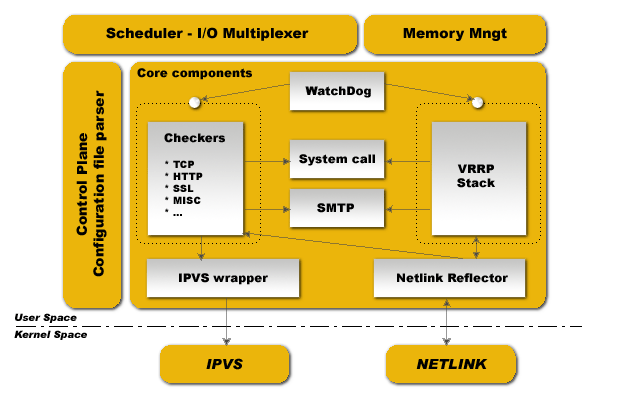 Scheduler - I/O Multiplexer
Memory Mngt
Control Plane
Configuration file parser
Core components
WatchDog
Checkers
* TCP
* HTTP
* SSL
* MISC
* ...
System call
SMTP
VRRP
Stack
IPVS wrapper
Netlink Reflector
User Space
Kernel Space
IPVS
NETLINK